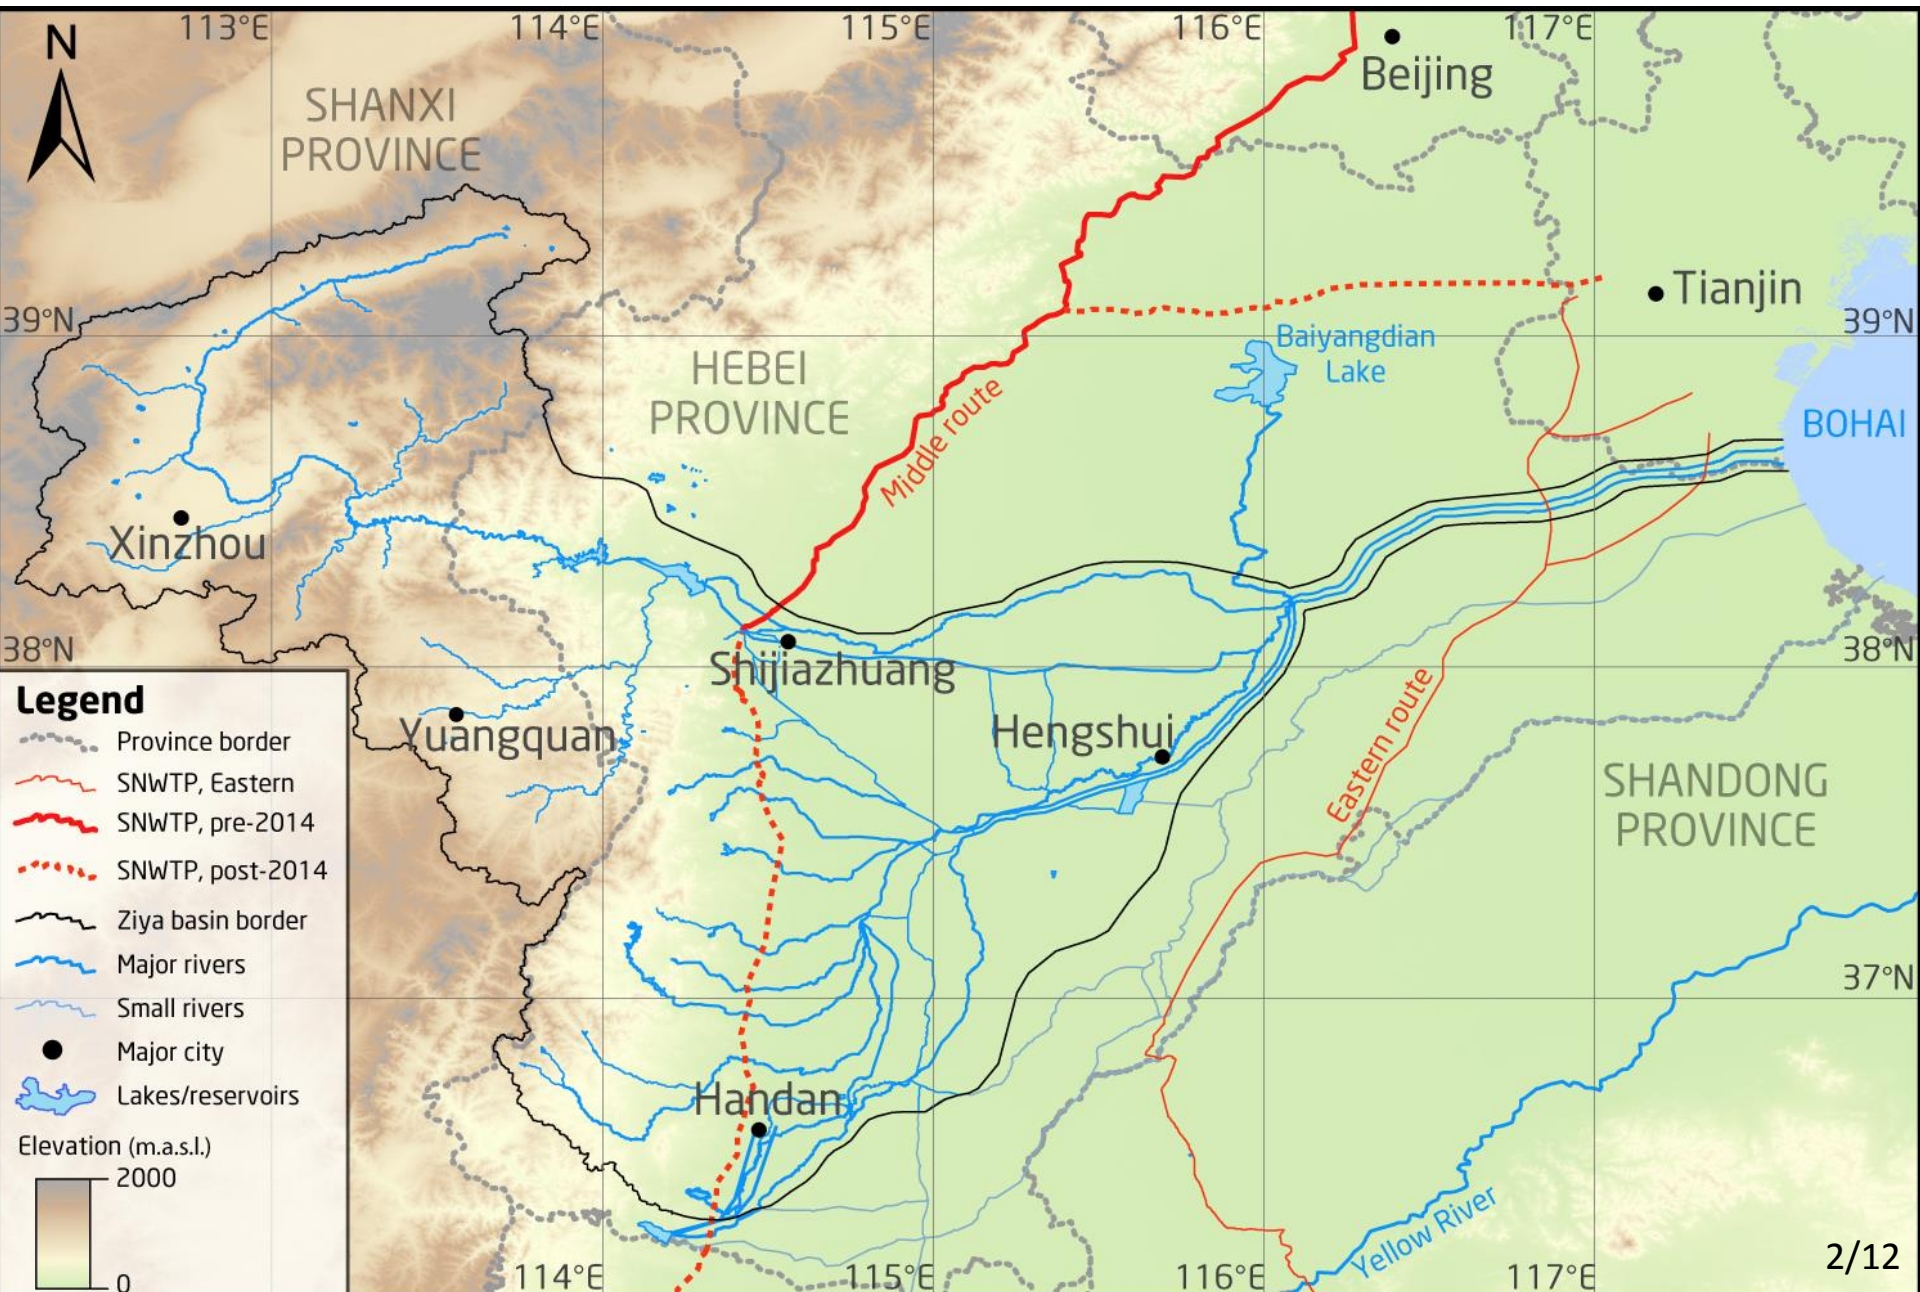 113°E
114°E
115°E
116°E
117°E
N
Beijing
SHANXI
PROVINCE
Tianjin
39°N
39°N
Baiyangdian
Lake
HEBEI
PROVINCE
Middle route
BOHAI
Xinzhou
38°N
38°N
Shijiazhuang
Legend
Province border
SNWTP, Eastern
SNWTP, pre-2014
SNWTP, post-2014
Ziya basin border
Major rivers
Small rivers
Major city
Lakes/reservoirs
Elevation (m.a.s.l.)
2000
0
Yuangquan
Hengshui
Eastern route
SHANDONG
PROVINCE
37°N
Handan
Yellow River
114°E
115°E
116°E
117°E
2/12